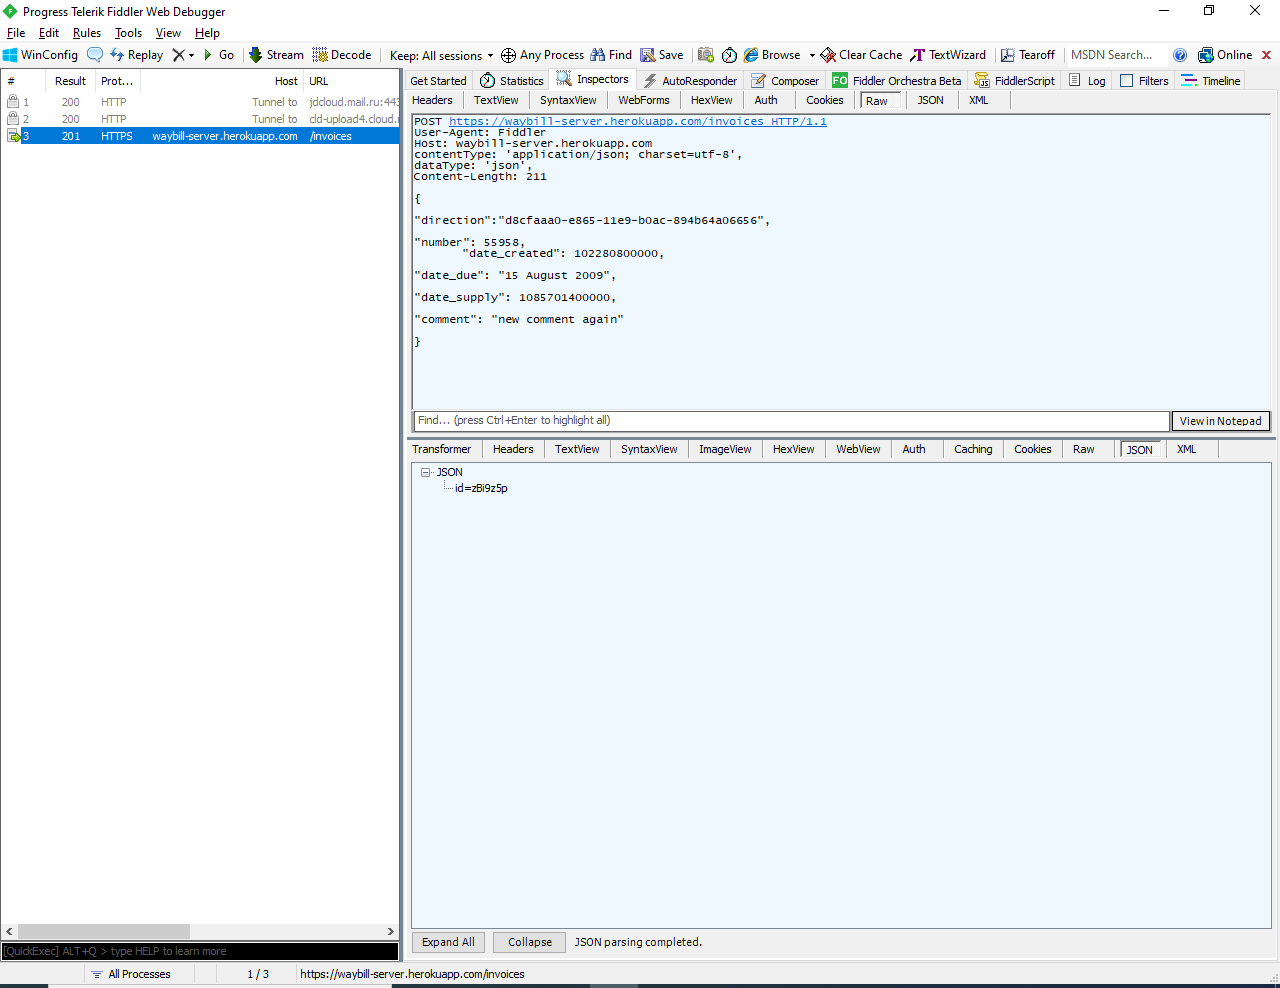 Progress Telerik Fiddler Web Debugger
File Edit Rules Tools View Help
WinConfig Replay Go Stream Decode Keep: All sessions Any Process Find Save Browse Clear Cache TextWizard Tearoff MSDN Search... Online
# Result Prot... Host URL
1 200 HTTP Tunnel to jdcloud.mail.ru:443
2 200 HTTP Tunnel to cld-upload4.cloud.r
3 201 HTTPS waybill-server.herokuapp.com /invoices
Get Started Statistics Inspectors AutoResponder Composer FO Fiddler Orchestra Beta FiddlerScript Log Filters Timeline
Headers TextView SyntaxView WebForms HexView Auth Cookies Raw JSON XML
POST https://waybill-server.herokuapp.com/invoices HTTP/1.1
User-Agent: Fiddler
Host: waybill-server.herokuapp.com
contentType: 'application/json; charset=utf-8',
dataType: 'json',
Content-Length: 211
{
"direction":"d8cfaaa0-e865-11e9-b0ac-894b64a06656",
"number": 55958,
"date_created": 102280800000,
"date_due": "15 August 2009",
"date_supply": 1085701400000,
"comment": "new comment again"
}
Find... (press Ctrl+Enter to highlight all) View in Notepad
Transformer Headers TextView SyntaxView ImageView HexView WebView Auth Caching Cookies Raw JSON XML
JSON
id=zBi9z5p
Expand All Collapse JSON parsing completed.
[QuickExec] ALT+Q > type HELP to learn more
All Processes 1 / 3 https://waybill-server.herokuapp.com/invoices